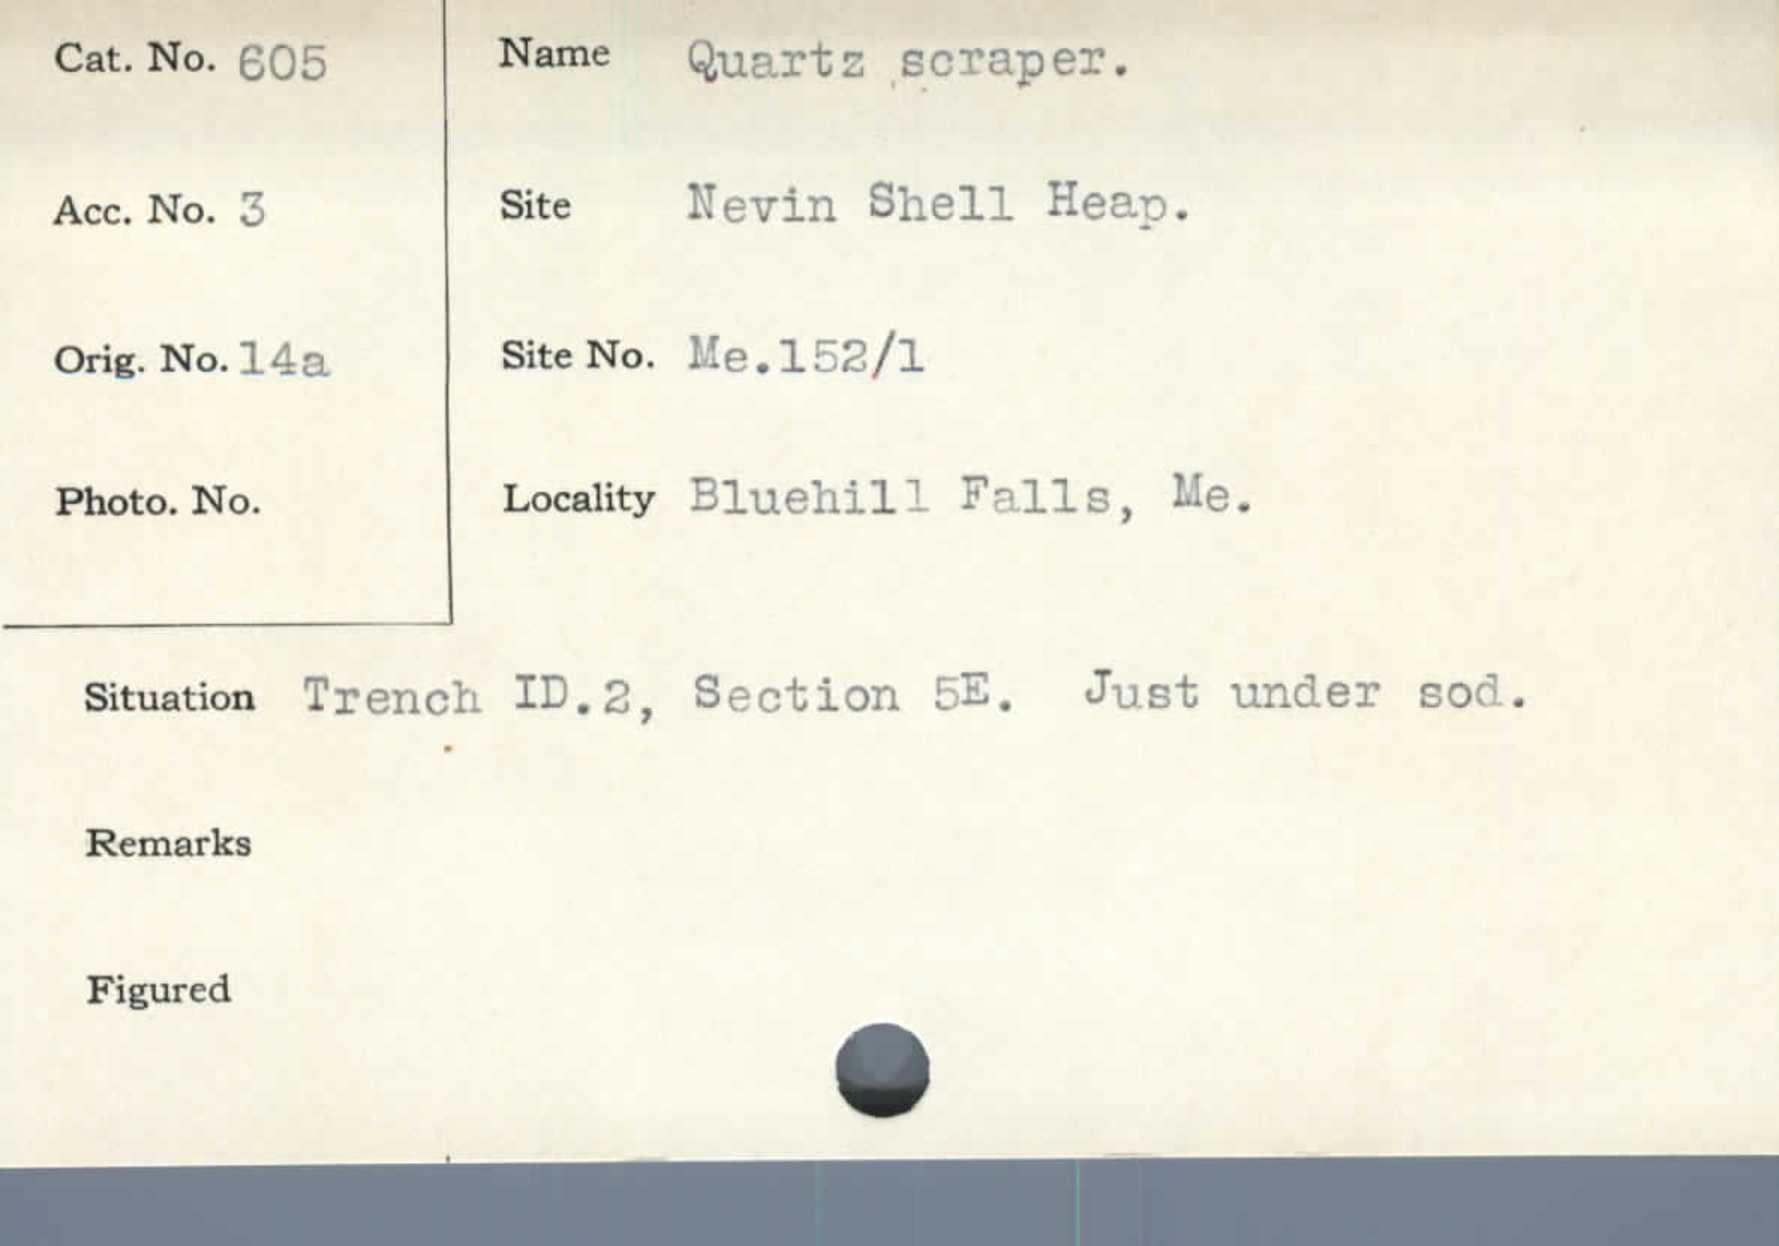 Cat. No. 605 Name Quartz scraper.
Acc. No. 3 Site Nevin Shell Heap.
Orig. No. 14a Site No. Me.152/1
Photo. No. Locality Bluehill Falls, Me.
Situation Trench ID.2, Section 5E. Just under sod.
Remarks
Figured